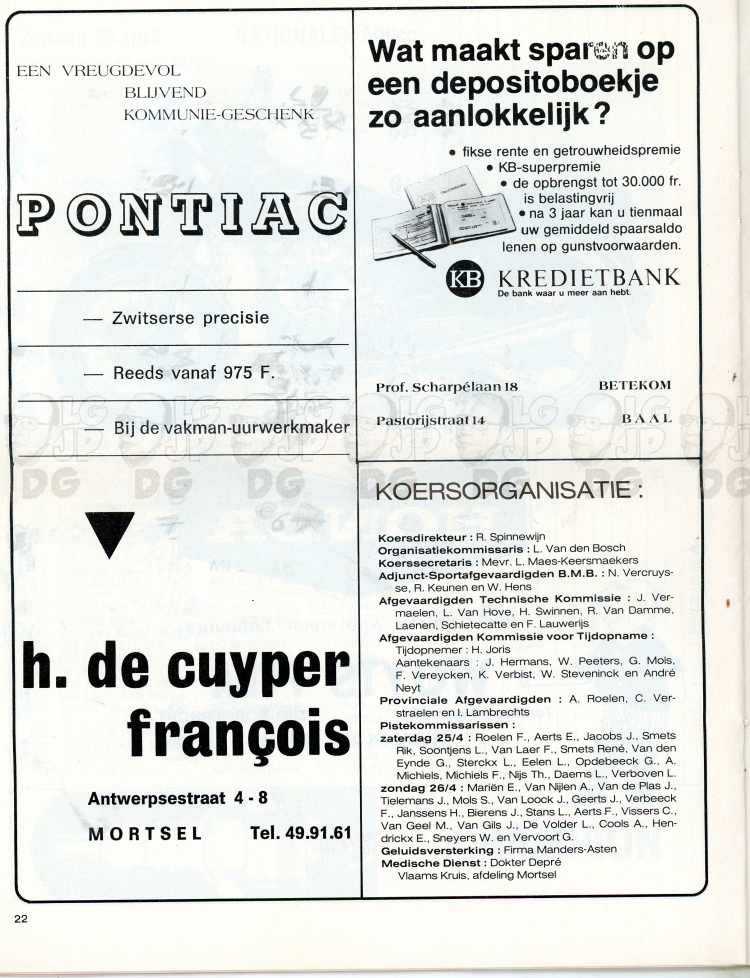 EEN VREUGDEVOL
BLIJVEND
KOMMUNIE-GESCHENK
PONTIAC
— Zwitserse precisie
— Reeds vanaf 975 F.
— Bij de vakman-uurwerkmaker
h. de cuyper
françois
Antwerpsestraat 4 - 8
MORTSEL Tel. 49.91.61
Wat maakt sparen op
een depositoboekje
zo aanlokkelijk?
• fikse rente en getrouwheidspremie
• KB-superpremie
• de opbrengst tot 30.000 fr.
is belastingvrij
• na 3 jaar kan u tienmaal
uw gemiddeld spaarsaldo
lenen op gunstvoorwaarden.
KB KREDIETBANK
De bank waar u meer aan hebt.
Prof. Scharpélaan 18 BETEKOM
Pastorijstraat 14 BAAL
KOERSORGANISATIE :
Koersdirekteur : R. Spinnewijn
Organisatiekommissaris : L. Van den Bosch
Koerssecretaris : Mevr. L. Maes-Keersmaekers
Adjunct-Sportafgevaardigden B.M.B. : N. Vercruys-
se, R. Keunen en W. Hens
Afgevaardigden Technische Kommissie : J. Ver-
maelen, L. Van Hove, H. Swinnen, R. Van Damme,
Laenen, Schietecatte en F. Lauwerijs
Afgevaardigden Kommissie voor Tijdopname :
Tijdopnemer : H. Joris
Aantekenaars : J. Hermans, W. Peeters, G. Mols,
F. Vereycken, K. Verbist, W. Steveninck en André
Neyt
Provinciale Afgevaardigden : A. Roelen, C. Ver-
straelen en I. Lambrechts
Pistekommissarissen :
zaterdag 25/4 : Roelen F., Aerts E., Jacobs J., Smets
Rik, Soontjens L., Van Laer F., Smets René, Van den
Eynde G., Sterckx L., Eelen L., Opdebeeck G., A.
Michiels, Michiels F., Nijs Th., Daems L., Verboven L.
zondag 26/4 : Mariën E., Van Nijlen A., Van de Plas J.,
Tielemans J., Mols S., Van Loock J., Geerts J., Verbeeck
F., Janssens H., Bierens J., Stans L., Aerts F., Vissers C.,
Van Geel M., Van Gils J., De Volder L., Cools A., Hen-
drickx E., Sneyers W. en Vervoort G.
Geluidsversterking : Firma Manders-Asten
Medische Dienst : Dokter Depré
Vlaams Kruis, afdeling Mortsel
22